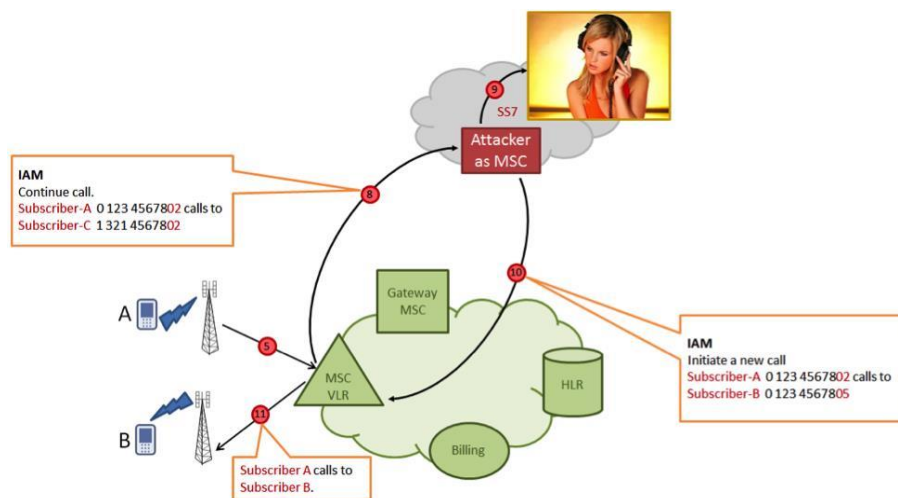 9
SS7
Attacker
as MSC
IAM
Continue call.
Subscriber-A 0 123 4567802 calls to
Subscriber-C 1 321 4567802
8
10
Gateway
MSC
A
5
IAM
Initiate a new call
Subscriber-A 0 123 4567802 calls to
Subscriber-B 0 123 4567805
MSC
VLR
HLR
B
11
Billing
Subscriber A calls to
Subscriber B.